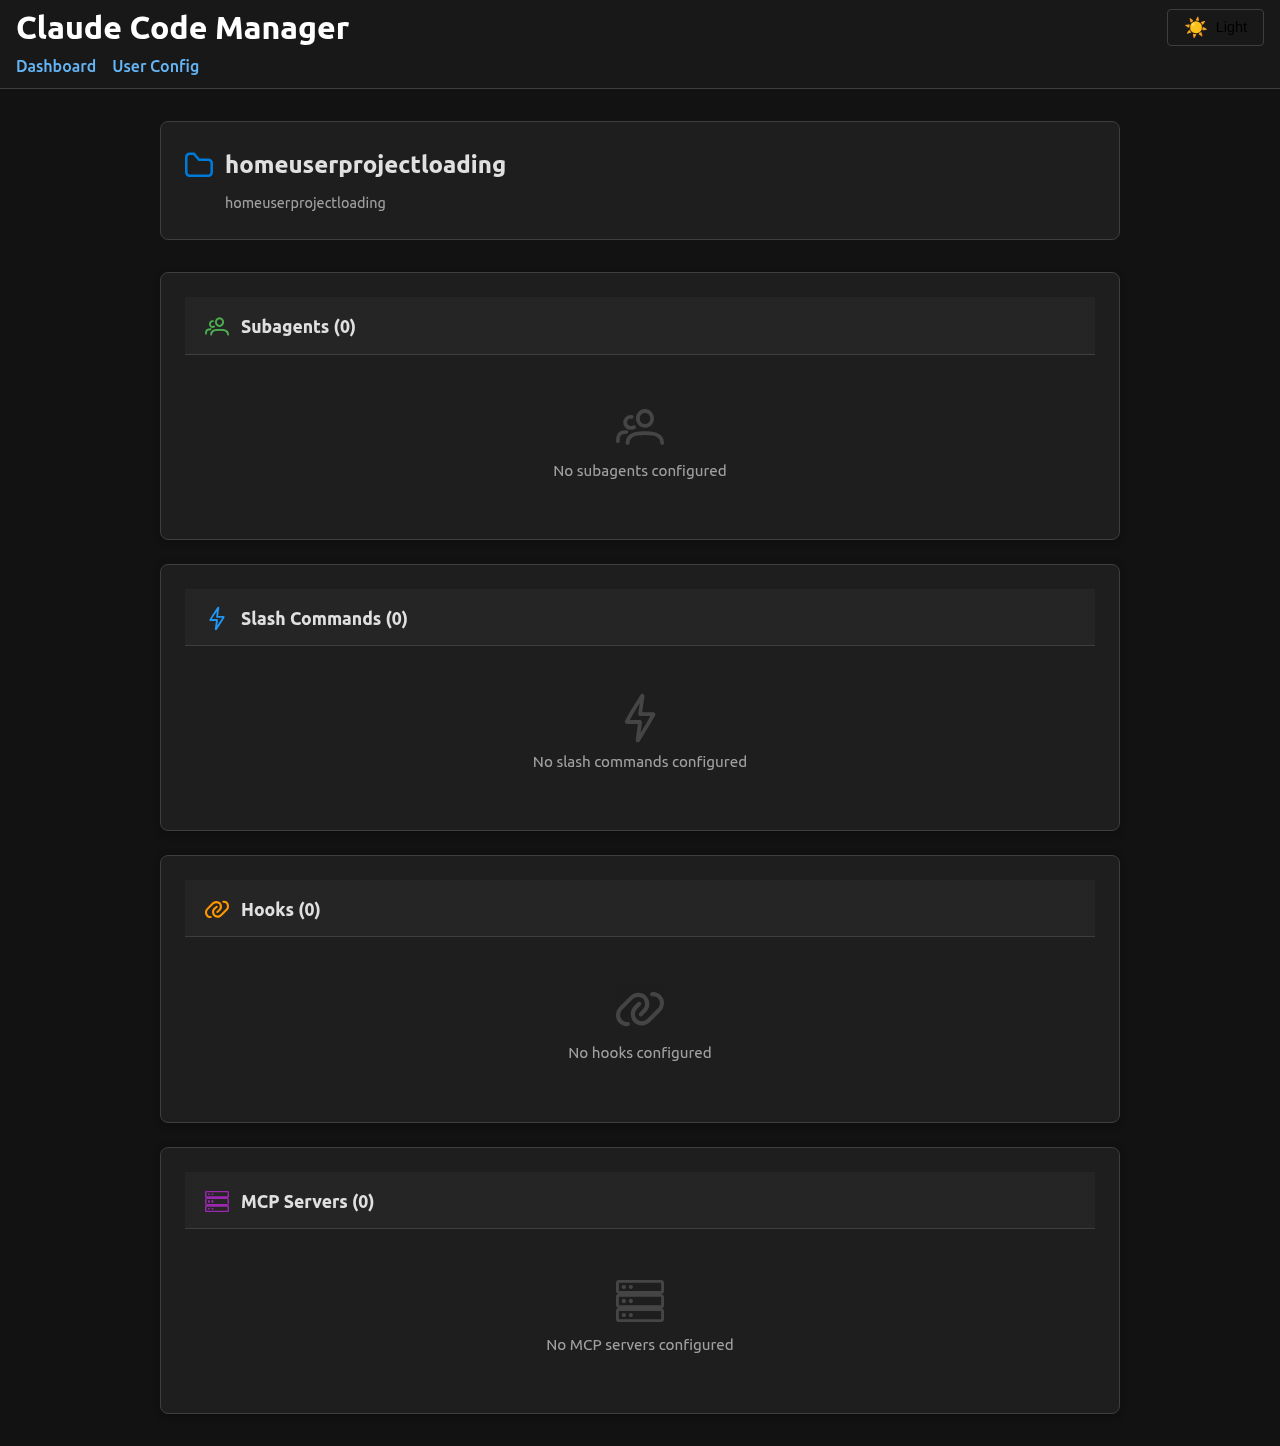 Claude Code Manager
Light
Dashboard User Config
homeuserprojectloading
homeuserprojectloading
Subagents (0)
No subagents configured
Slash Commands (0)
No slash commands configured
Hooks (0)
No hooks configured
MCP Servers (0)
No MCP servers configured